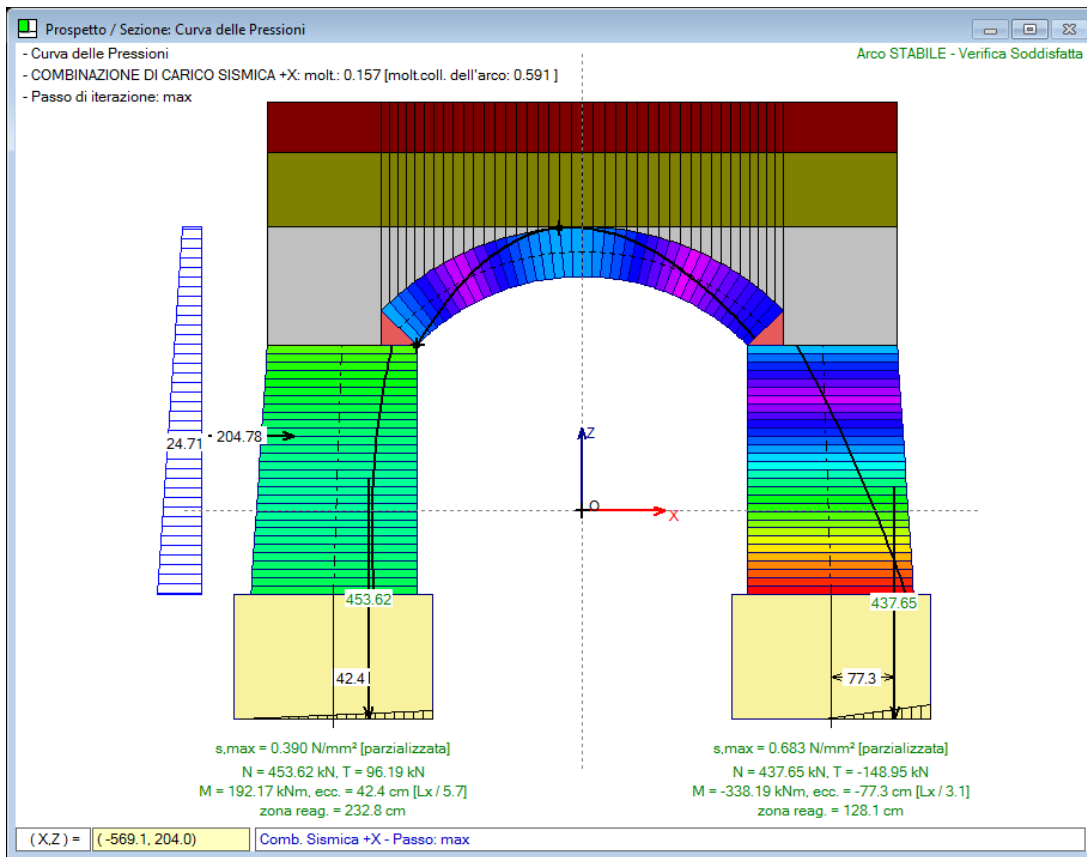 Prospetto / Sezione: Curva delle Pressioni
- Curva delle Pressioni
Arco STABILE - Verifica Soddisfatta
- COMBINAZIONE DI CARICO SISMICA +X: molt.: 0.157 [molt.coll. dell'arco: 0.591 ]
- Passo di iterazione: max
24.71
204.78
Z
O
X
453.62
437.65
42.4
77.3
s,max = 0.390 N/mm² [parzializzata]
N = 453.62 kN, T = 96.19 kN
M = 192.17 kNm, ecc. = 42.4 cm [Lx / 5.7]
zona reag. = 232.8 cm
s,max = 0.683 N/mm² [parzializzata]
N = 437.65 kN, T = -148.95 kN
M = -338.19 kNm, ecc. = -77.3 cm [Lx / 3.1]
zona reag. = 128.1 cm
( X,Z ) = ( -569.1, 204.0) Comb. Sismica +X - Passo: max